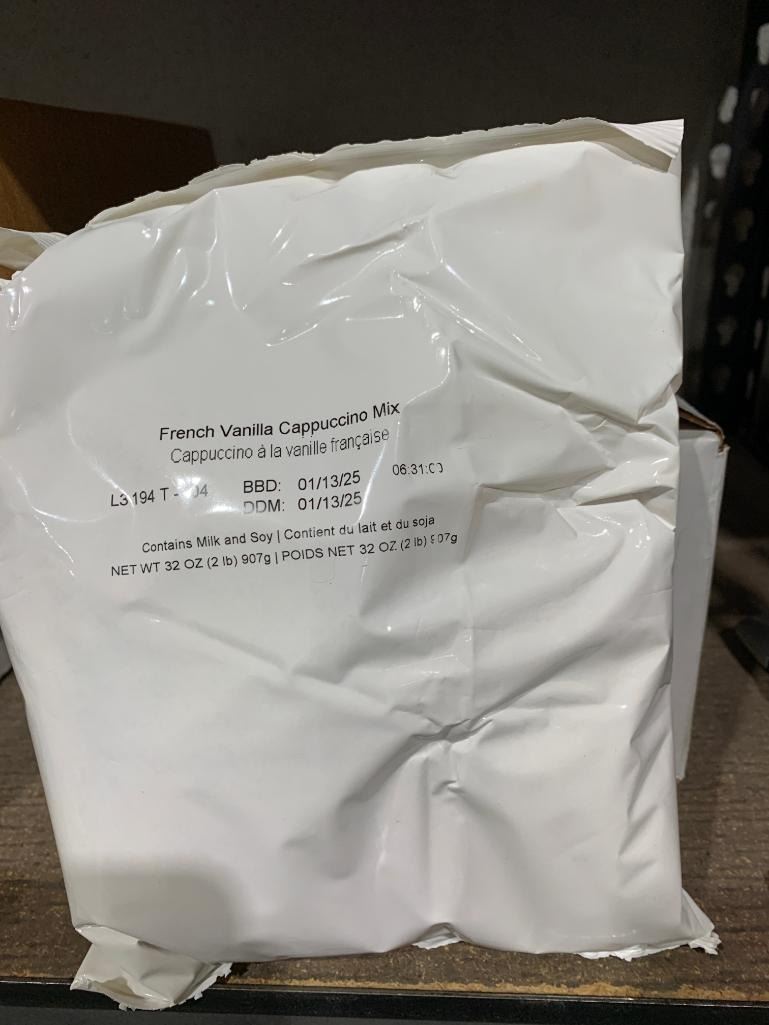 French Vanilla Cappuccino Mix
Cappuccino à la vanille française
L3194 T - BBD: 01/13/25
DDM: 01/13/25
Contains Milk and Soy | Contient du lait et du soja
NET WT 32 OZ (2 lb) 907g | POIDS NET 32 OZ (2 lb) 907g